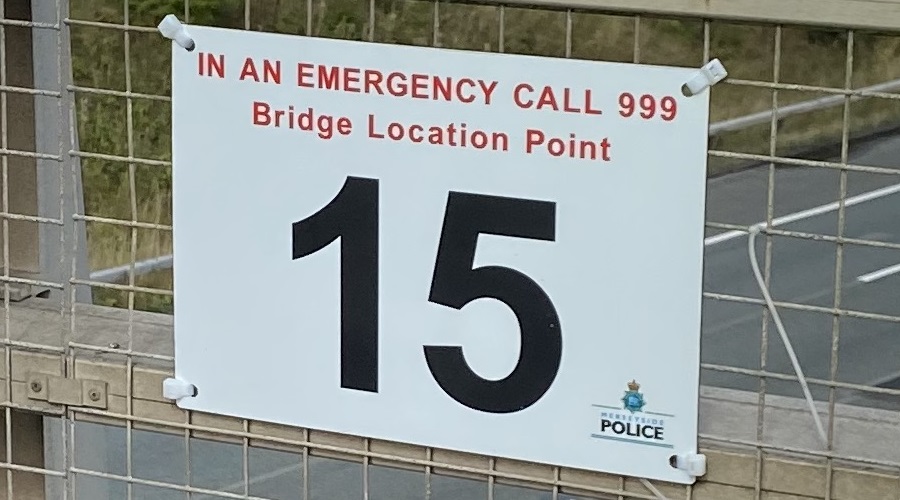 IN AN EMERGENCY CALL 999
Bridge Location Point
15
MERSEYSIDE
POLICE